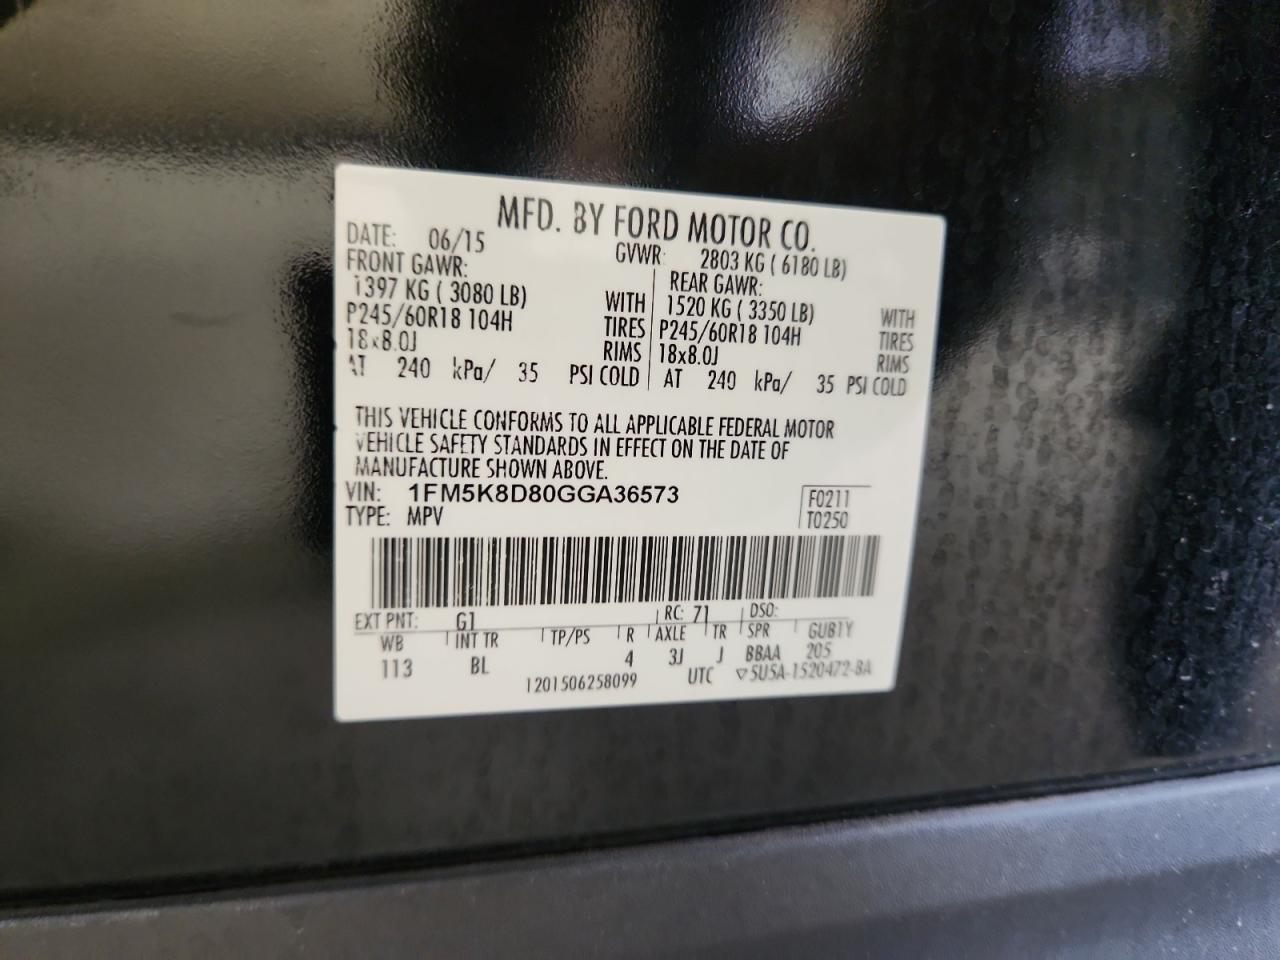 MFD. BY FORD MOTOR CO.
DATE: 06/15 GVWR: 2803 KG ( 6180 LB)
FRONT GAWR: REAR GAWR:
1397 KG ( 3080 LB) WITH 1520 KG ( 3350 LB) WITH
P245/60R18 104H TIRES P245/60R18 104H TIRES
18x8.0J RIMS 18x8.0J RIMS
AT 240 kPa/ 35 PSI COLD AT 240 kPa/ 35 PSI COLD
THIS VEHICLE CONFORMS TO ALL APPLICABLE FEDERAL MOTOR
VEHICLE SAFETY STANDARDS IN EFFECT ON THE DATE OF
MANUFACTURE SHOWN ABOVE.
VIN: 1FM5K8D80GGA36573 F0211
TYPE: MPV T0250
EXT PNT: G1 RC: 71 DSO:
WB INT TR TP/PS R AXLE TR SPR GUB1Y
113 BL 4 3J J BBAA 205
1201506258099 UTC ▽5U5A-1520472-BA